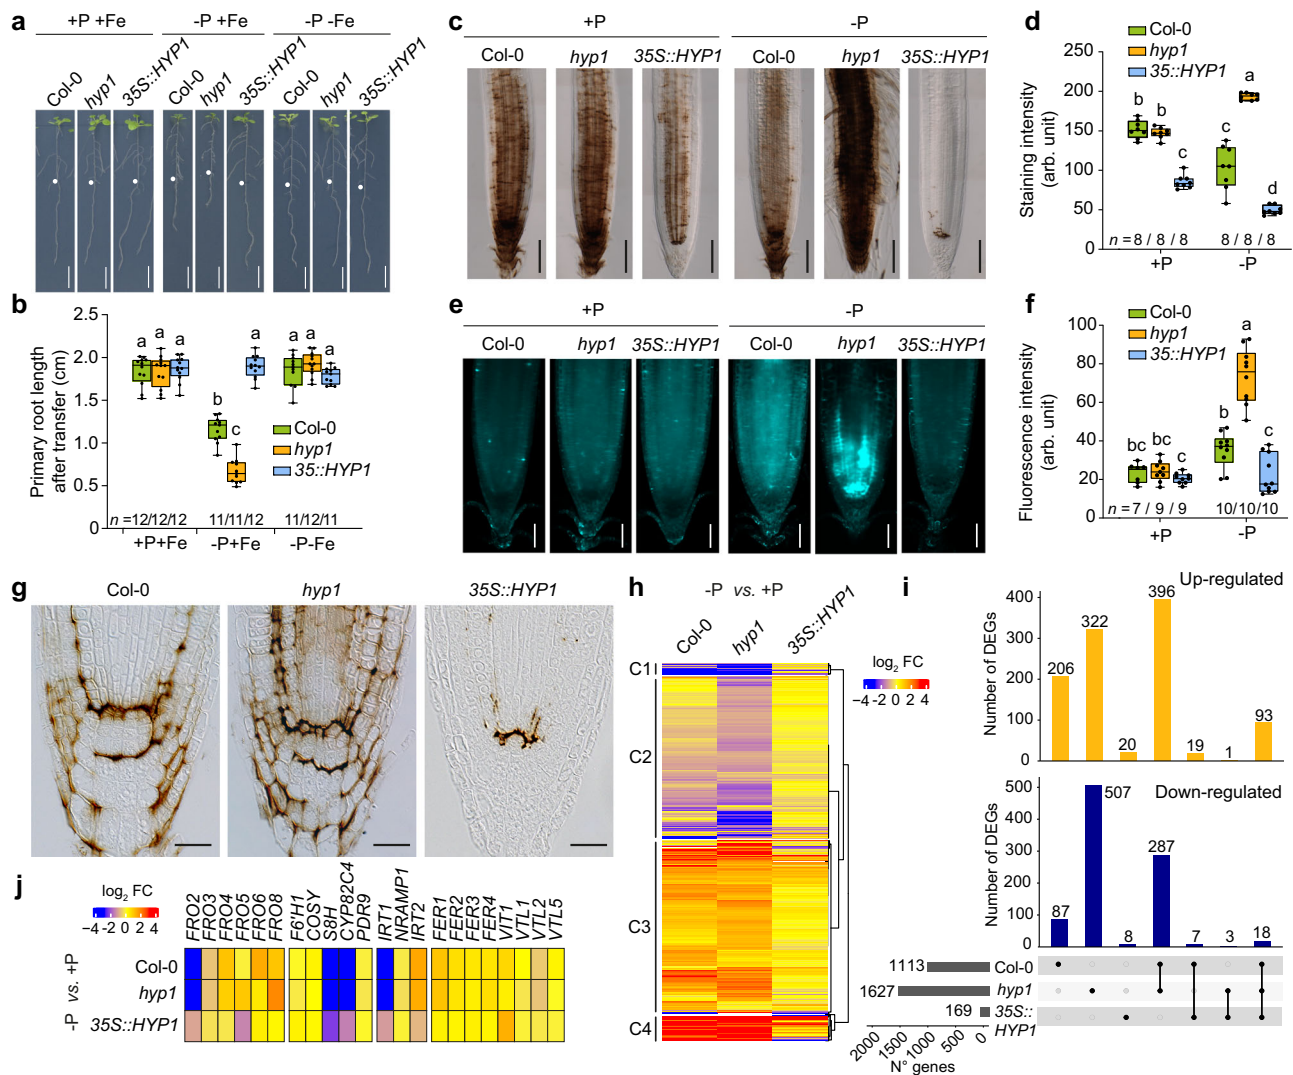 a
+P +Fe
-P +Fe
-P -Fe
Col-0
hyp1
35S::HYP1
Col-0
hyp1
35S::HYP1
Col-0
hyp1
35S::HYP1
b
Primary root length
after transfer (cm)
2.5
2.0
1.5
1.0
0.5
0
a a a
b
c
a
a a
a
Col-0
hyp1
35::HYP1
n =12/12/12
11/11/12
11/12/11
+P+Fe
-P+Fe
-P-Fe
c
+P
-P
Col-0
hyp1
35S::HYP1
Col-0
hyp1
35S::HYP1
d
Col-0
hyp1
35::HYP1
Staining intensity
(arb. unit)
250
200
150
100
50
0
b b
c
c
a
d
n = 8 / 8 / 8
8 / 8 / 8
+P
-P
e
+P
-P
Col-0
hyp1
35S::HYP1
Col-0
hyp1
35S::HYP1
f
Col-0
hyp1
35::HYP1
Fluorescence intensity
(arb. unit)
100
80
60
40
20
0
bc bc
c
b
a
c
n = 7 / 9 / 9
10/10/10
+P
-P
g
Col-0
hyp1
35S::HYP1
h
-P vs. +P
Col-0
hyp1
35S::HYP1
C1
C2
C3
C4
log2 FC
-4 -2 0 2 4
i
Up-regulated
Number of DEGs
400
300
200
100
0
206
322
20
396
19
1
93
Down-regulated
Number of DEGs
500
400
300
200
100
0
87
507
8
287
7
3
18
1113
1627
169
Col-0
hyp1
35S::
HYP1
2000
1500
1000
500
0
N° genes
j
log2 FC
-4 -2 0 2 4
FRO2
FRO3
FRO4
FRO5
FRO6
FRO8
F6'H1
COSY
S8H
CYP82C4
PDR9
IRT1
NRAMP1
IRT2
FER1
FER2
FER3
FER4
VIT1
VTL1
VTL2
VTL5
-P vs. +P
Col-0
hyp1
35S::HYP1